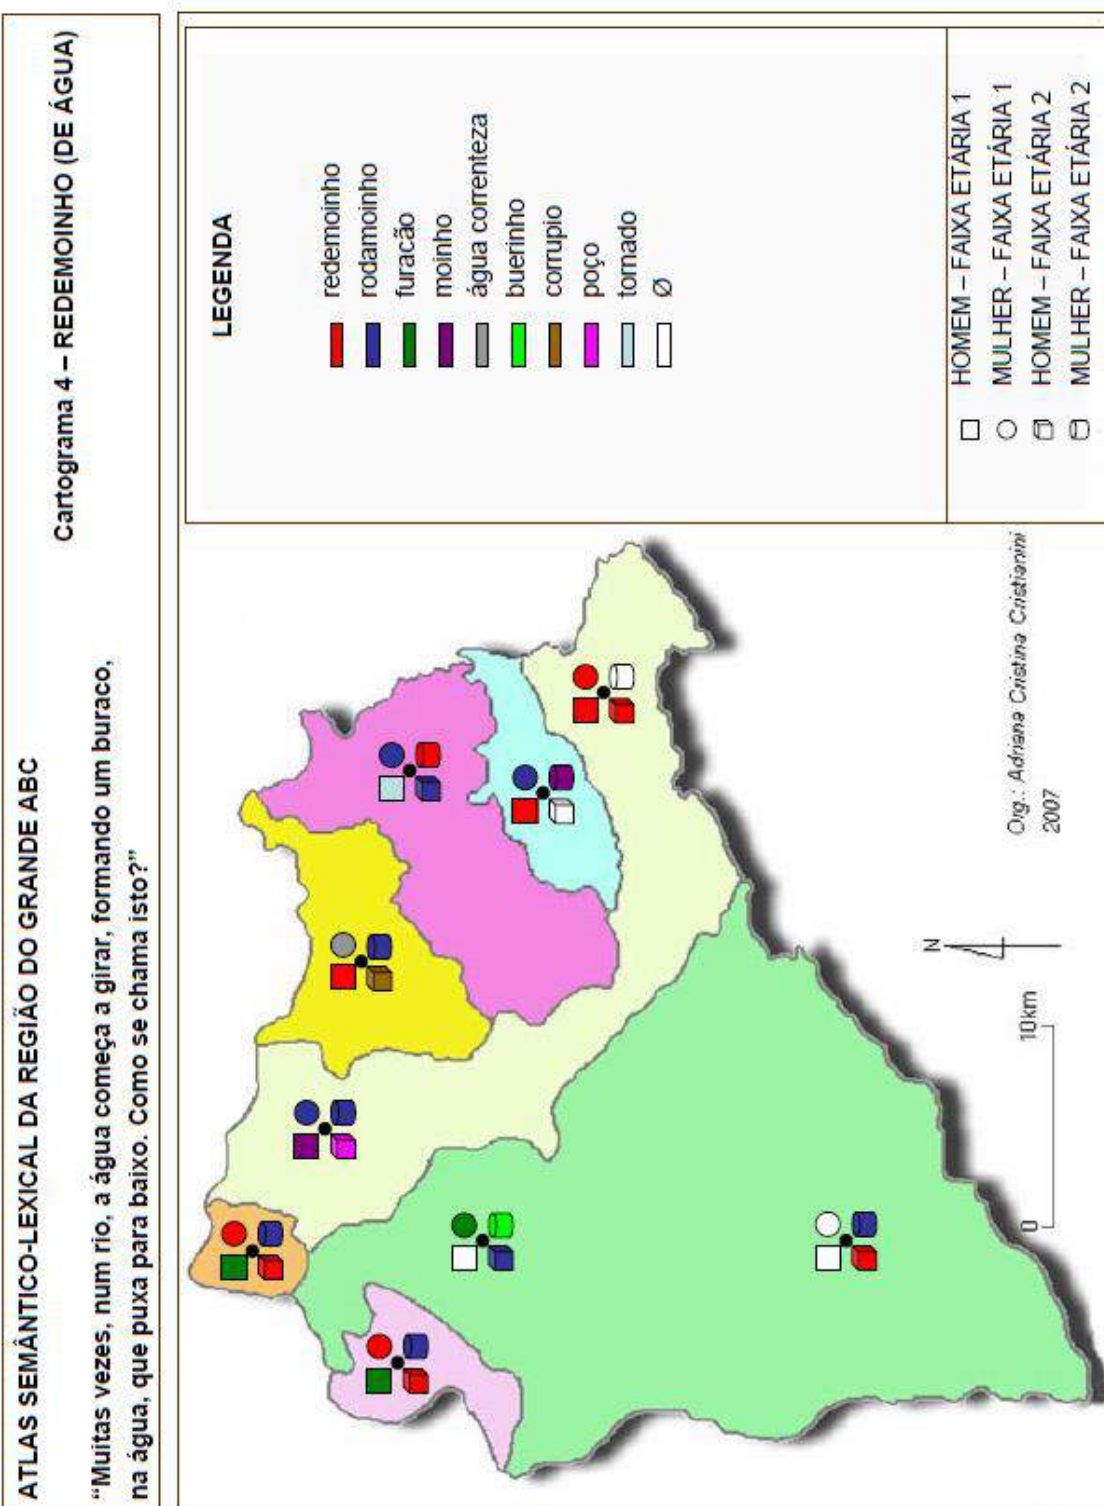 ATLAS SEMÂNTICO-LEXICAL DA REGIÃO DO GRANDE ABC
Cartograma 4 – REDEMOINHO (DE ÁGUA)
“Muitas vezes, num rio, a água começa a girar, formando um buraco,
na água, que puxa para baixo. Como se chama isto?”
LEGENDA
redemoinho
rodamoinho
furacão
moinho
água correnteza
buerinho
corrupio
poço
tornado
Ø
HOMEM – FAIXA ETÁRIA 1
MULHER – FAIXA ETÁRIA 1
HOMEM – FAIXA ETÁRIA 2
MULHER – FAIXA ETÁRIA 2
N
0 10km
Org.: Adriana Cristina Cristianini
2007